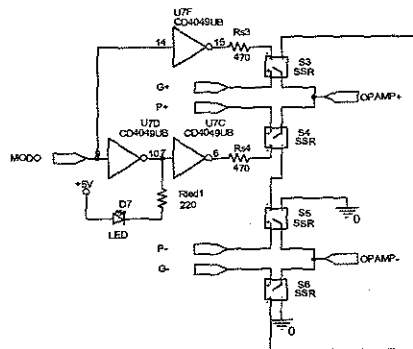 U7F
CD4049UB
14
15
Rs3
470
S3
SSR
G+
P+
OPAMP+
U7D
CD4049UB
U7C
CD4049UB
S4
SSR
MODO
9
10
7
6
Rs4
470
+5V
D7
LED
Rled1
220
S5
SSR
0
P-
G-
OPAMP-
S6
SSR
0